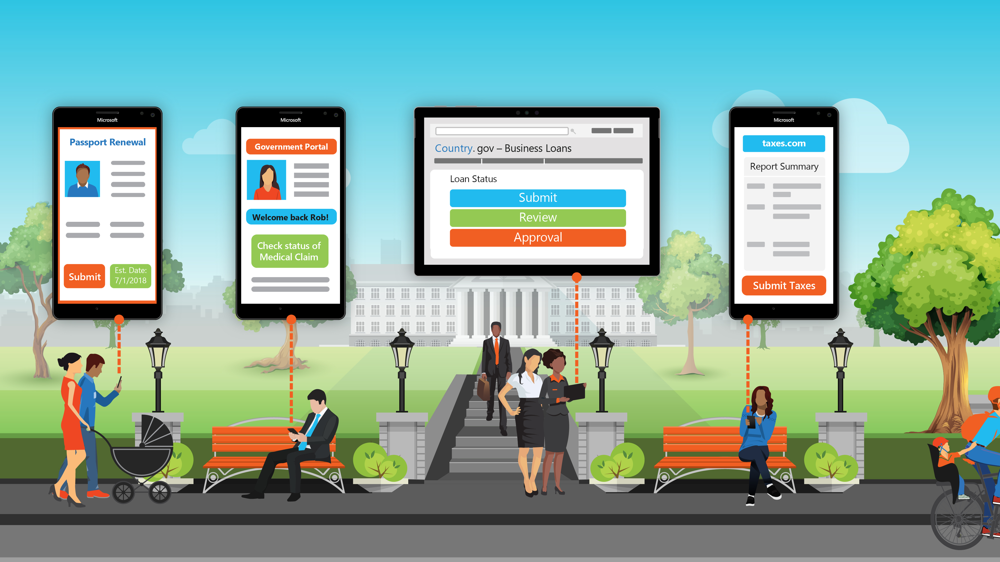 Microsoft
Passport Renewal
Submit
Est. Date:
7/1/2018
Microsoft
Government Portal
Welcome back Rob!
Check status of
Medical Claim
Country. gov – Business Loans
Loan Status
Submit
Review
Approval
Microsoft
taxes.com
Report Summary
Submit Taxes